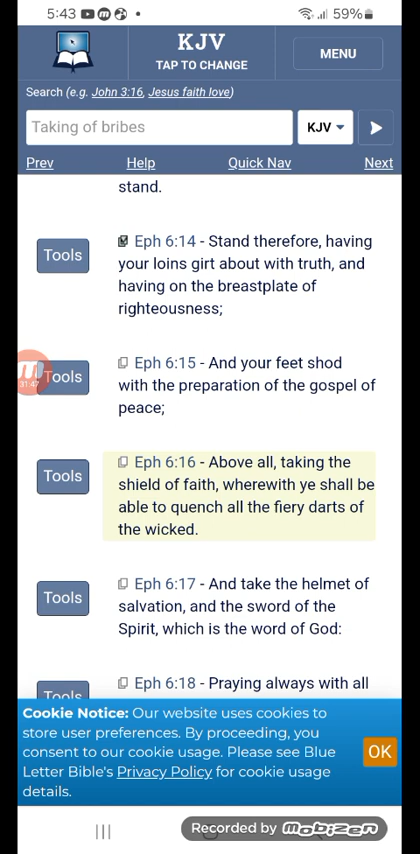 5:43
59%
KJV
TAP TO CHANGE
MENU
Search (e.g. John 3:16, Jesus faith love)
Taking of bribes
KJV
Prev Help Quick Nav Next
stand.
Tools
Eph 6:14 - Stand therefore, having
your loins girt about with truth, and
having on the breastplate of
righteousness;
Tools
31:47
Eph 6:15 - And your feet shod
with the preparation of the gospel of
peace;
Tools
Eph 6:16 - Above all, taking the
shield of faith, wherewith ye shall be
able to quench all the fiery darts of
the wicked.
Tools
Eph 6:17 - And take the helmet of
salvation, and the sword of the
Spirit, which is the word of God:
Tools
Eph 6:18 - Praying always with all
Cookie Notice: Our website uses cookies to
store user preferences. By proceeding, you
consent to our cookie usage. Please see Blue
Letter Bible's Privacy Policy for cookie usage
details.
OK
Recorded by mobizen